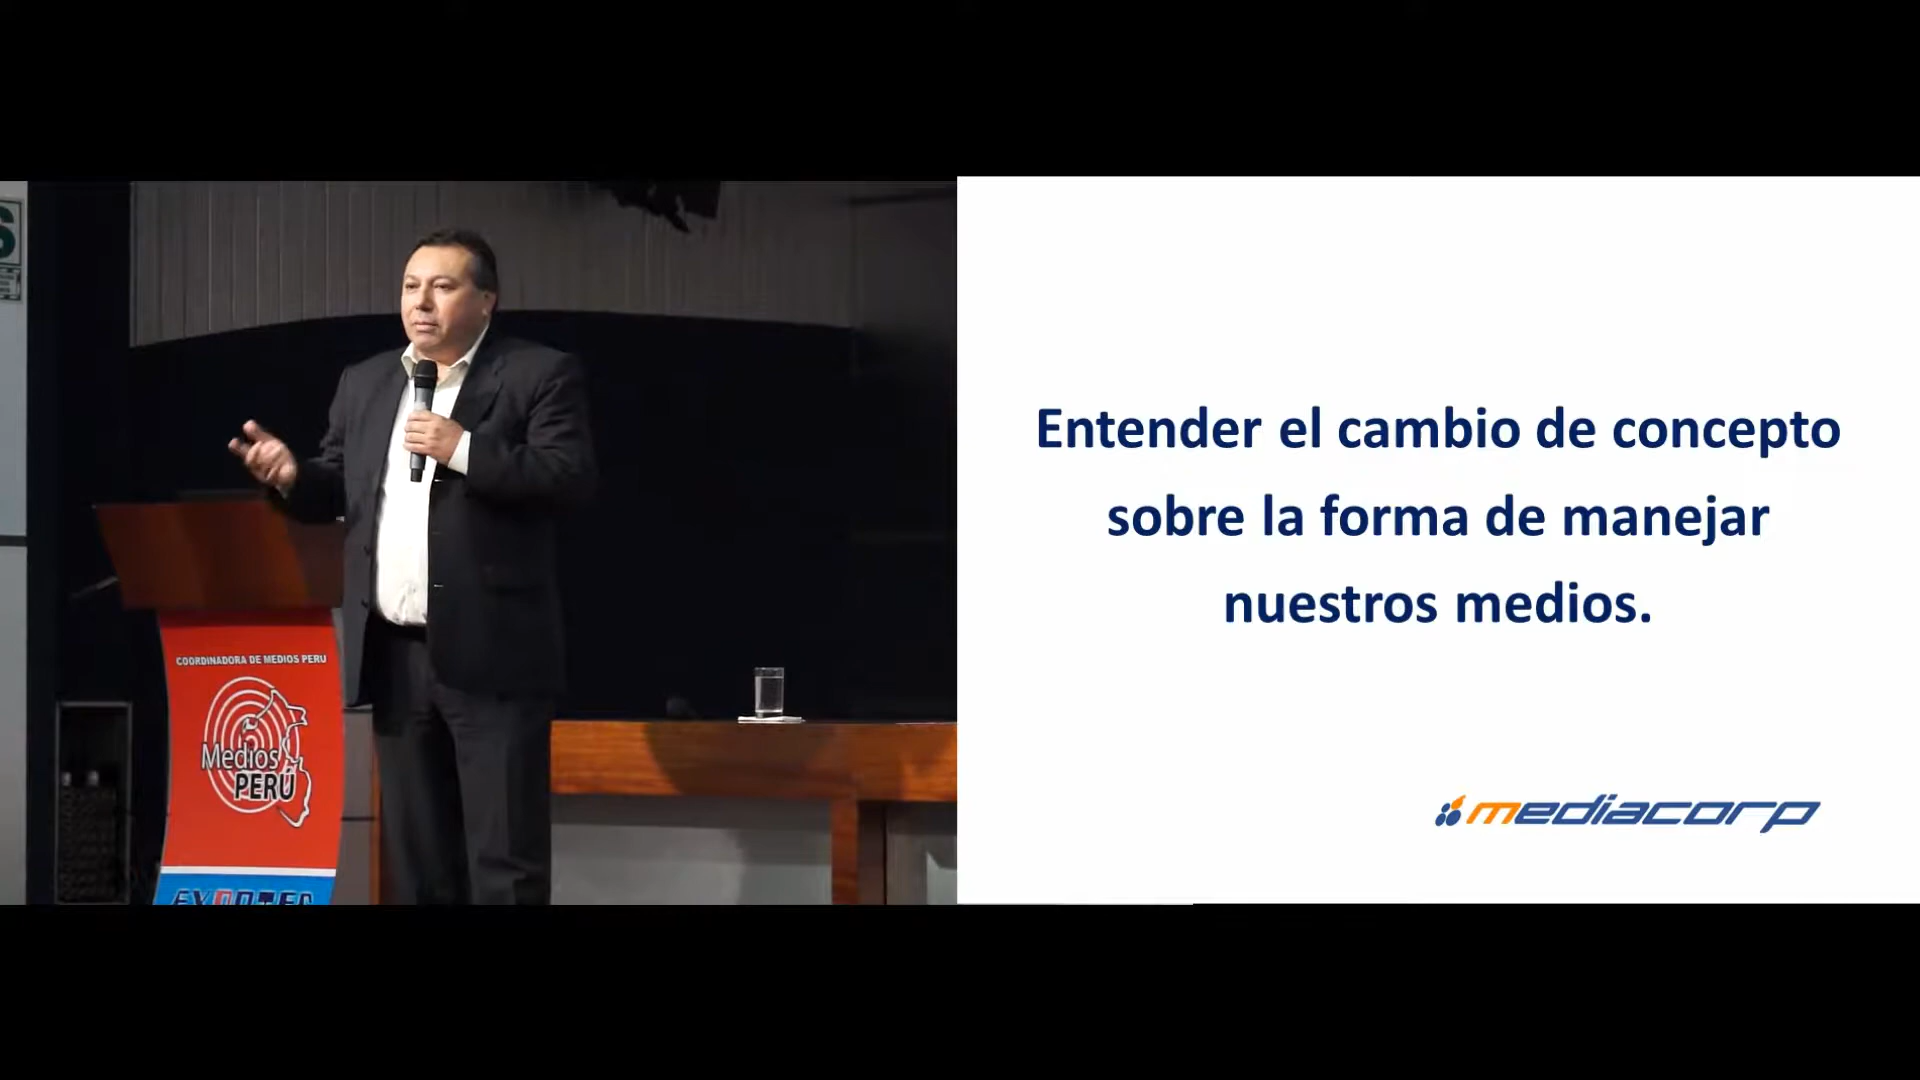 COORDINADORA DE MEDIOS PERU
Medios
PERÚ
Entender el cambio de concepto
sobre la forma de manejar
nuestros medios.
mediacorp